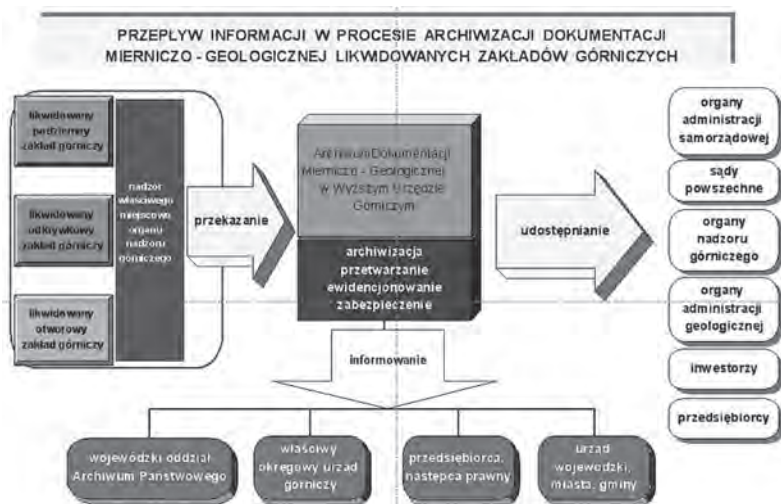 PRZEPŁYW INFORMACJI W PROCESIE ARCHIWIZACJI DOKUMENTACJI
MIERNICZO - GEOLOGICZNEJ LIKWIDOWANYCH ZAKŁADÓW GÓRNICZYCH
likwidowany
podziemny
zakład górniczy
likwidowany
odkrywkowy
zakład górniczy
likwidowany
otworowy
zakład górniczy
nadzór
właściwego
miejscowo
organu
nadzoru
górniczego
przekazanie
Archiwum Dokumentacji
Mierniczo - Geologicznej
w Wyższym Urzędzie
Górniczym
archiwizacja
przetwarzanie
ewidencjonowanie
zabezpieczenie
udostępnianie
organy
administracji
samorządowej
sądy
powszechne
organy
nadzoru
górniczego
organy
administracji
geologicznej
inwestorzy
przedsiębiorcy
informowanie
wojewódzki oddział
Archiwum Państwowego
właściwy
okręgowy urząd
górniczy
przedsiębiorca,
następca prawny
urząd
wojewódzki,
miasta, gminy